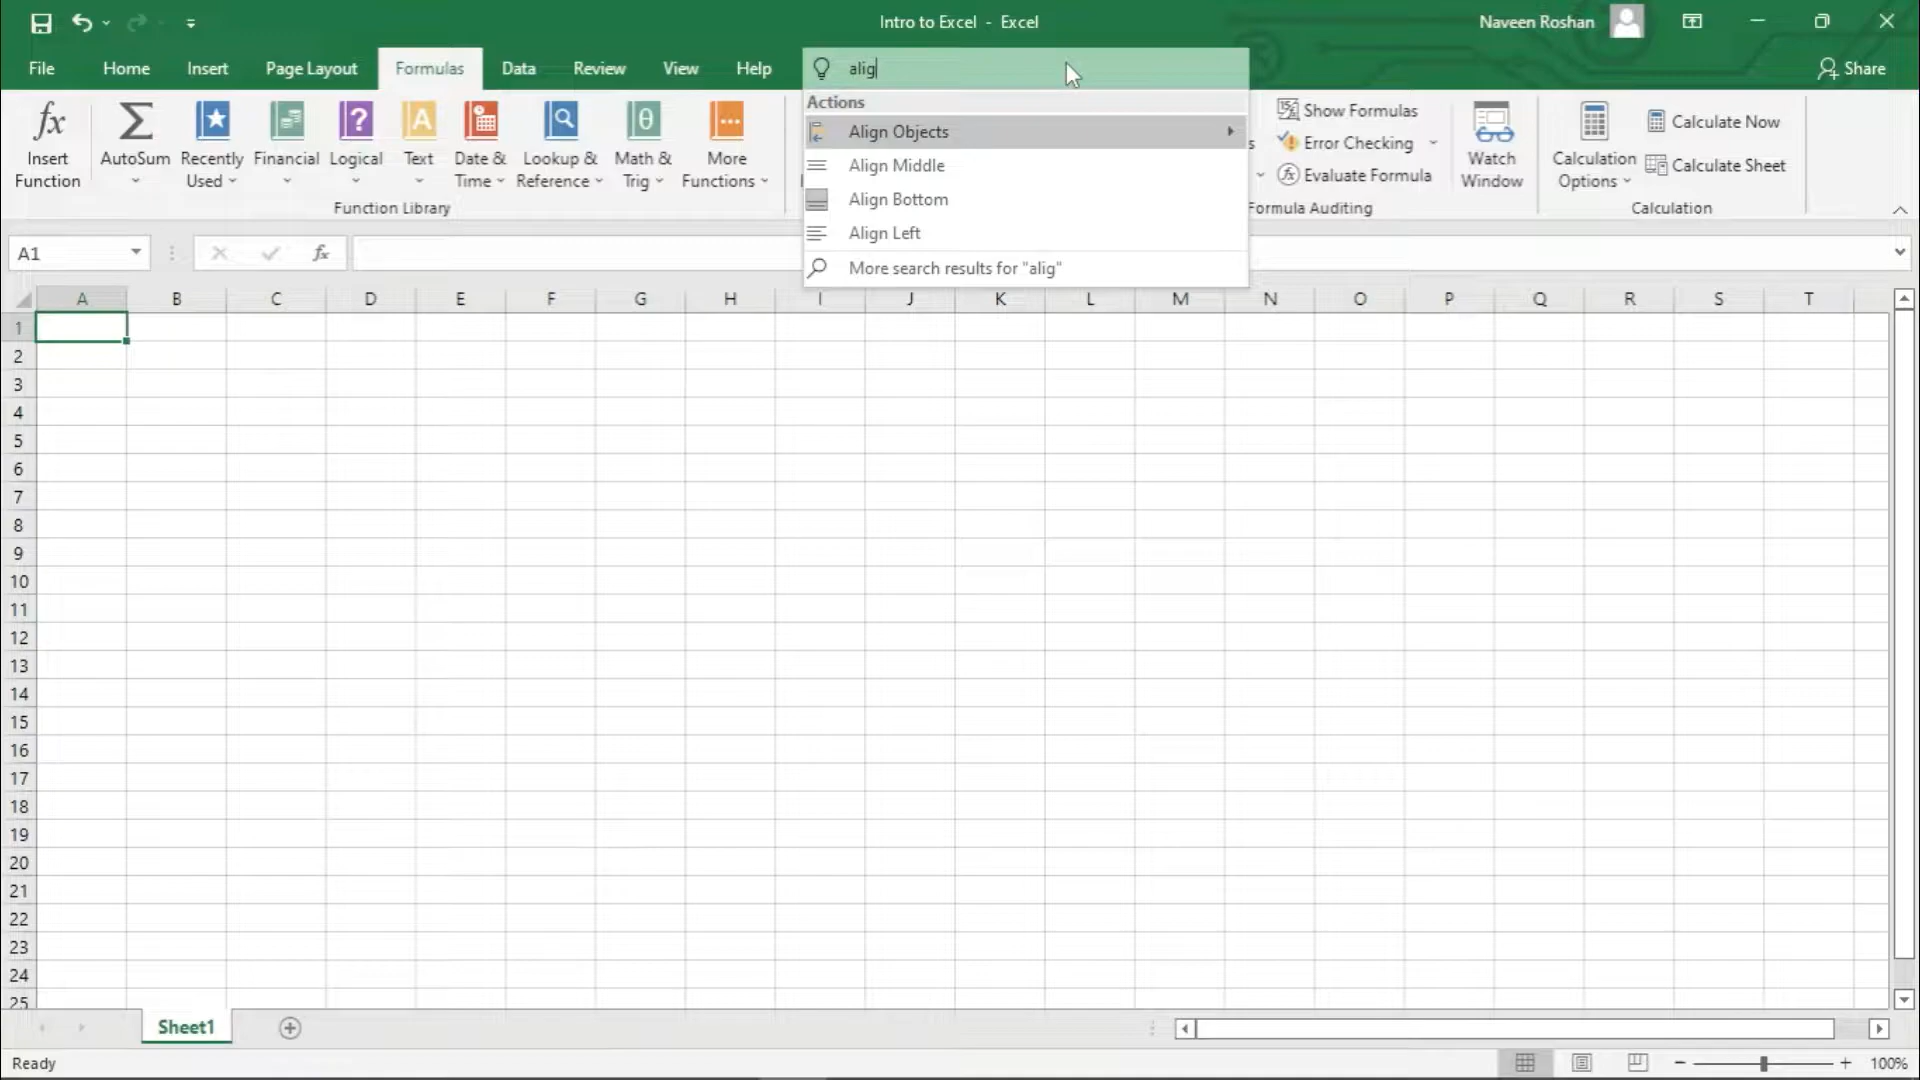 Intro to Excel - Excel
Naveen Roshan
File Home Insert Page Layout Formulas Data Review View Help alig Share
Actions
Align Objects
Align Middle
Align Bottom
Align Left
More search results for "alig"
fx Insert Function
Σ AutoSum
Recently Used
Financial
? Logical
A Text
Date & Time
Lookup & Reference
θ Math & Trig
More Functions
Function Library
s
Show Formulas
Error Checking
fx Evaluate Formula
Formula Auditing
Watch Window
Calculation Options
Calculate Now
Calculate Sheet
Calculation
A1 fx
A B C D E F G H I J K L M N O P Q R S T
1
2
3
4
5
6
7
8
9
10
11
12
13
14
15
16
17
18
19
20
21
22
23
24
25
Sheet1
Ready 100%